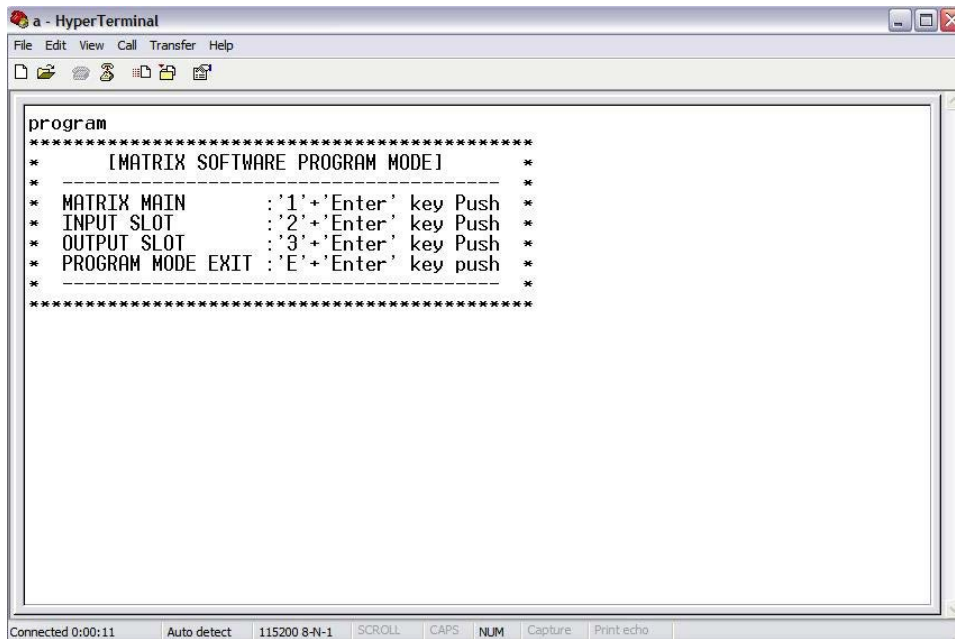 a - HyperTerminal
File Edit View Call Transfer Help
program
*********************************************
* [MATRIX SOFTWARE PROGRAM MODE] *
* --------------------------------------- *
* MATRIX MAIN :'1'+'Enter' key Push *
* INPUT SLOT :'2'+'Enter' key Push *
* OUTPUT SLOT :'3'+'Enter' key Push *
* PROGRAM MODE EXIT :'E'+'Enter' key push *
* --------------------------------------- *
*********************************************
Connected 0:00:11 Auto detect 115200 8-N-1 SCROLL CAPS NUM Capture Print echo